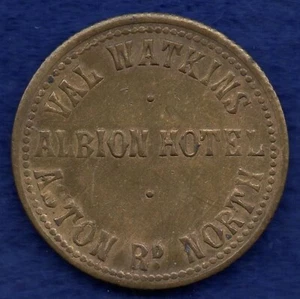 VAL WATKINS
ALBION HOTEL
ASTON RD NORTH